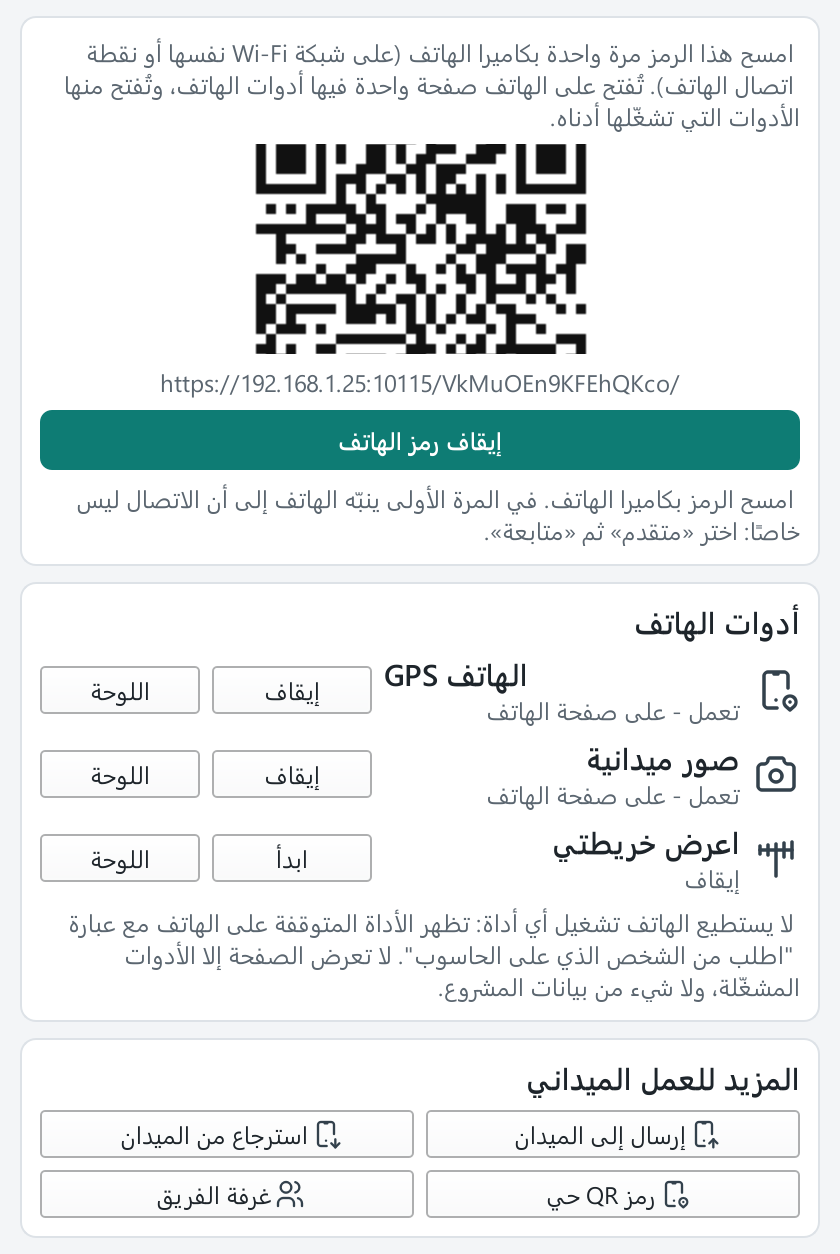 امسح هذا الرمز مرة واحدة بكاميرا الهاتف (على شبكة Wi-Fi نفسها أو نقطة
اتصال الهاتف). تُفتح على الهاتف صفحة واحدة فيها أدوات الهاتف، وتُفتح منها
الأدوات التي تشغّلها أدناه.
https://192.168.1.25:10115/VkMuOEn9KFEhQKco/
إيقاف رمز الهاتف
امسح الرمز بكاميرا الهاتف. في المرة الأولى ينبّه الهاتف إلى أن الاتصال ليس
خاصًا: اختر «متقدم» ثم «متابعة».
أدوات الهاتف
الهاتف GPS
تعمل - على صفحة الهاتف
إيقاف
اللوحة
صور ميدانية
تعمل - على صفحة الهاتف
إيقاف
اللوحة
اعرض خريطتي
إيقاف
ابدأ
اللوحة
لا يستطيع الهاتف تشغيل أي أداة: تظهر الأداة المتوقفة على الهاتف مع عبارة
"اطلب من الشخص الذي على الحاسوب". لا تعرض الصفحة إلا الأدوات
المشغّلة، ولا شيء من بيانات المشروع.
المزيد للعمل الميداني
إرسال إلى الميدان
استرجاع من الميدان
رمز QR حي
غرفة الفريق